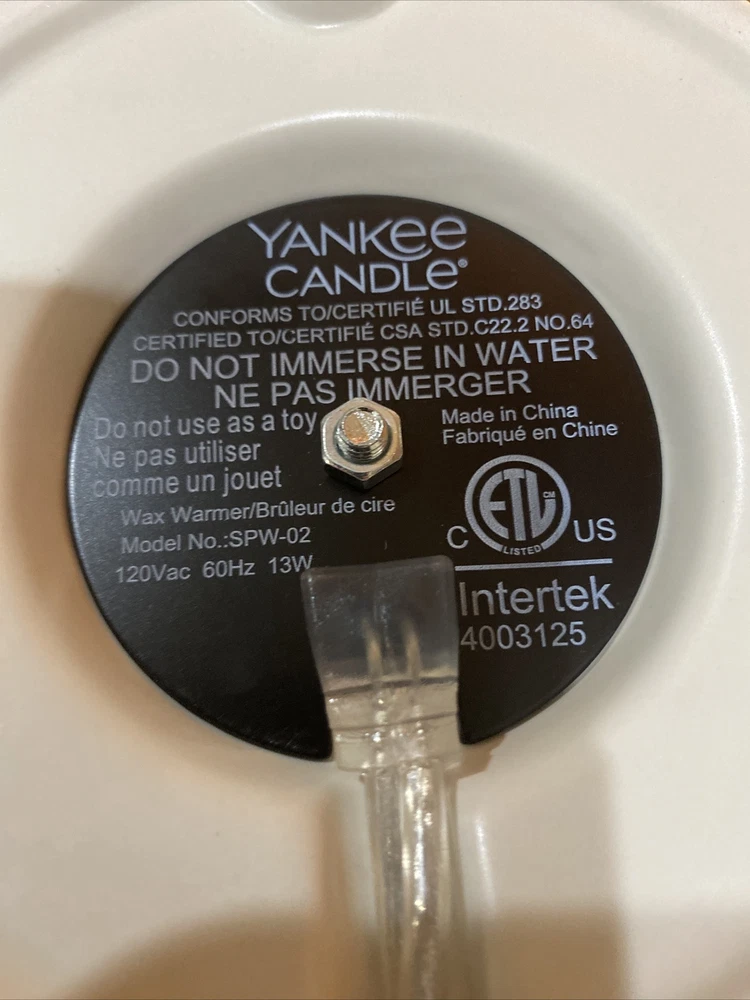 YANKEE
CANDLE®
CONFORMS TO/CERTIFIÉ UL STD.283
CERTIFIED TO/CERTIFIÉ CSA STD.C22.2 NO.64
DO NOT IMMERSE IN WATER
NE PAS IMMERGER
Do not use as a toy
Ne pas utiliser
comme un jouet
Wax Warmer/Brûleur de cire
Model No.:SPW-02
120Vac 60Hz 13W
Made in China
Fabriqué en Chine
ETL CM
LISTED
C US
Intertek
4003125